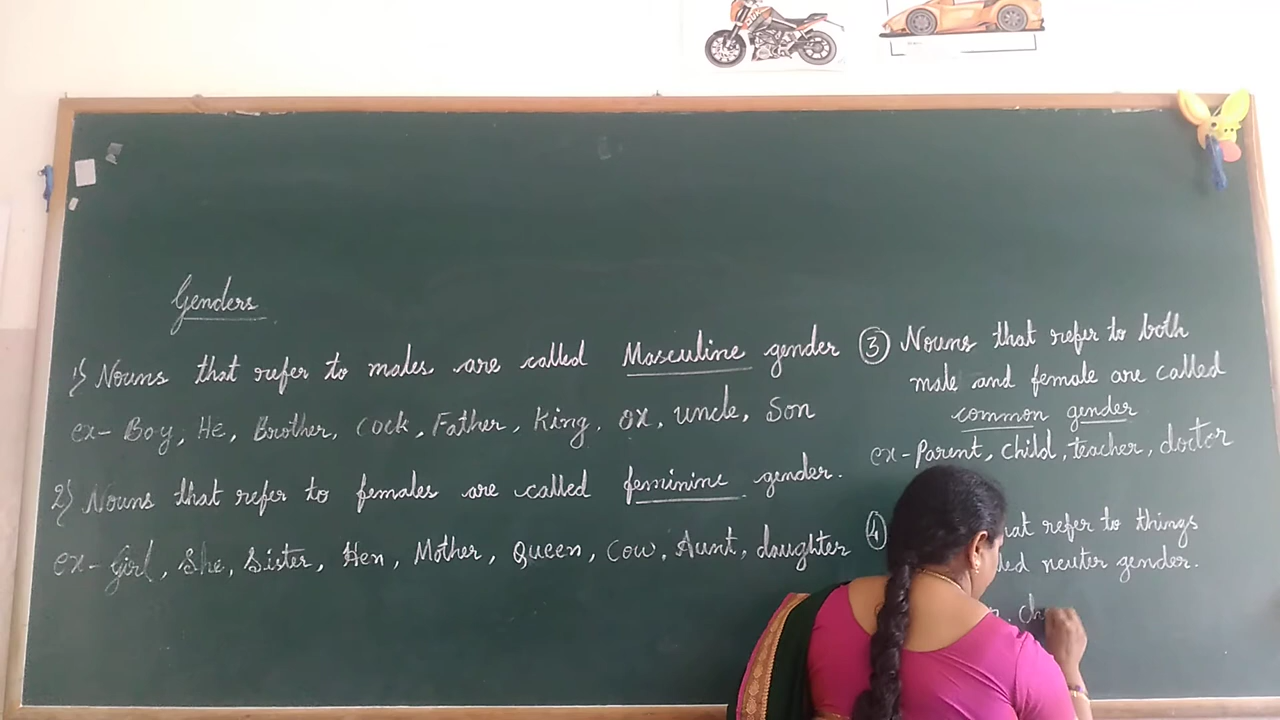 Genders
1) Nouns that refer to males are called Masculine gender
ex- Boy, He, Brother, cock, Father, King, ox, uncle, Son
2) Nouns that refer to females are called feminine gender.
ex- Girl, She, Sister, Hen, Mother, Queen, Cow, Aunt, daughter
3 Nouns that refer to both
male and female are called
common gender
ex- Parent, child, teacher, doctor
4 that refer to things
neuter gender.